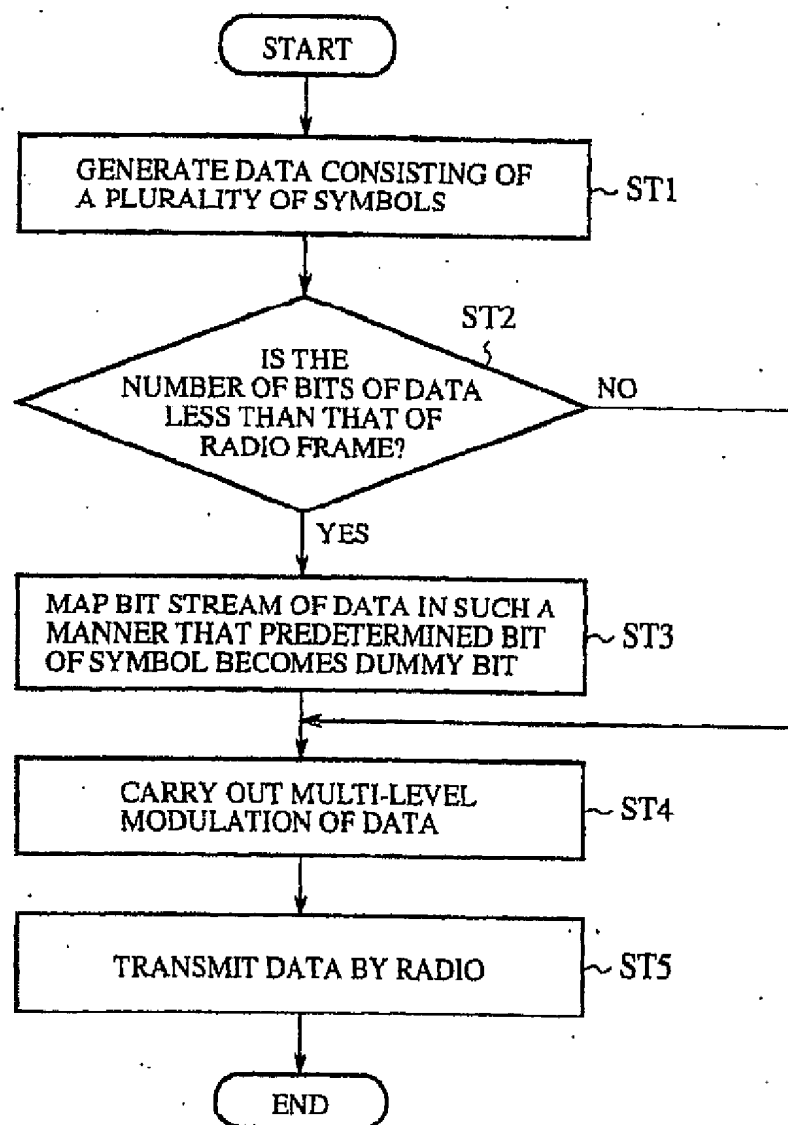 START
GENERATE DATA CONSISTING OF
A PLURALITY OF SYMBOLS
ST1
ST2
IS THE
NUMBER OF BITS OF DATA
LESS THAN THAT OF
RADIO FRAME?
NO
YES
MAP BIT STREAM OF DATA IN SUCH A
MANNER THAT PREDETERMINED BIT
OF SYMBOL BECOMES DUMMY BIT
ST3
CARRY OUT MULTI-LEVEL
MODULATION OF DATA
ST4
TRANSMIT DATA BY RADIO
ST5
END